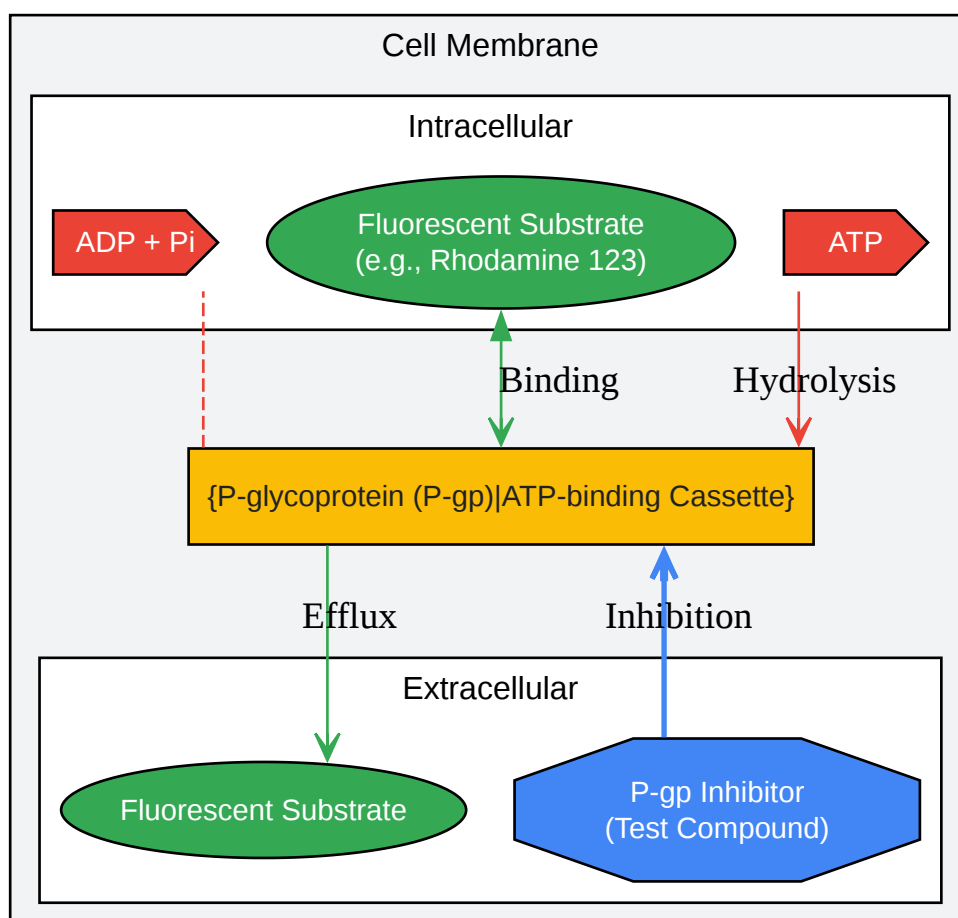 Cell Membrane
Intracellular
ADP + Pi
Fluorescent Substrate
(e.g., Rhodamine 123)
ATP
Binding
Hydrolysis
{P-glycoprotein (P-gp)|ATP-binding Cassette}
Efflux
Inhibition
Extracellular
Fluorescent Substrate
P-gp Inhibitor
(Test Compound)